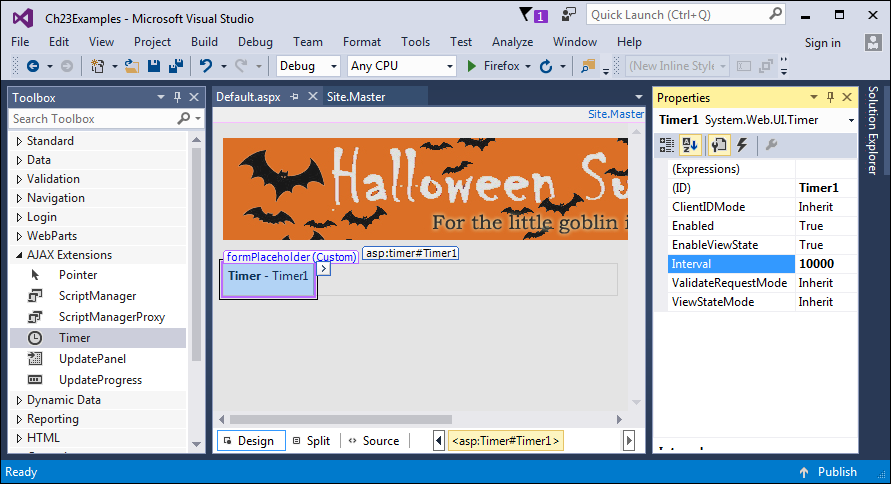 Ch23Examples - Microsoft Visual Studio
1
Quick Launch (Ctrl+Q)
File Edit View Project Build Debug Team Format Tools Test Analyze Window Help Sign in
Debug Any CPU Firefox (New Inline Style
Toolbox
Search Toolbox
Standard
Data
Validation
Navigation
Login
WebParts
AJAX Extensions
Pointer
ScriptManager
ScriptManagerProxy
Timer
UpdatePanel
UpdateProgress
Dynamic Data
Reporting
HTML
Default.aspx Site.Master
Site.Master
Halloween Su
For the little goblin i
formPlaceholder (Custom) asp:timer#Timer1
Timer - Timer1
Design Split Source <asp:Timer#Timer1>
Properties
Timer1 System.Web.UI.Timer
(Expressions)
(ID) Timer1
ClientIDMode Inherit
Enabled True
EnableViewState True
Interval 10000
ValidateRequestMode Inherit
ViewStateMode Inherit
Solution Explorer
Ready Publish